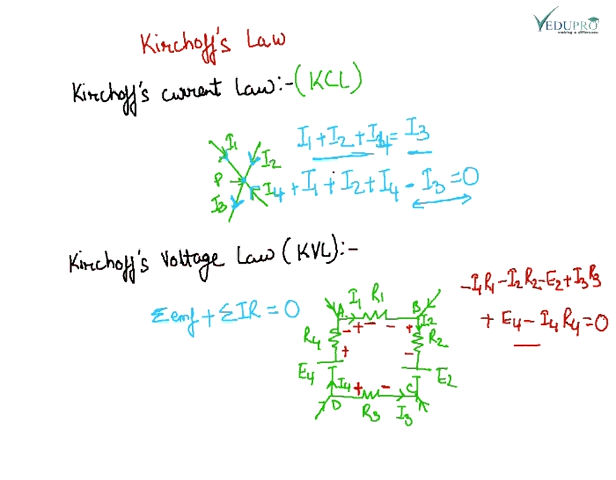 VEDUPRO
making a difference
Kirchoff's Law
Kirchoff's current Law:-(KCL)
I1 I1+I2+I4=I3
I2
P
I4 +I1+I2+I4-I3=0
I3
Kirchoff's Voltage Law (KVL):-
-I1R1-I2R2-E2+I3R3
+E4-I4R4=0
Σemf+ΣIR=0
I1 R1
A B
I2
R4 R2
E4 E2
I4
D C
R3 I3
+ - + - + - + -